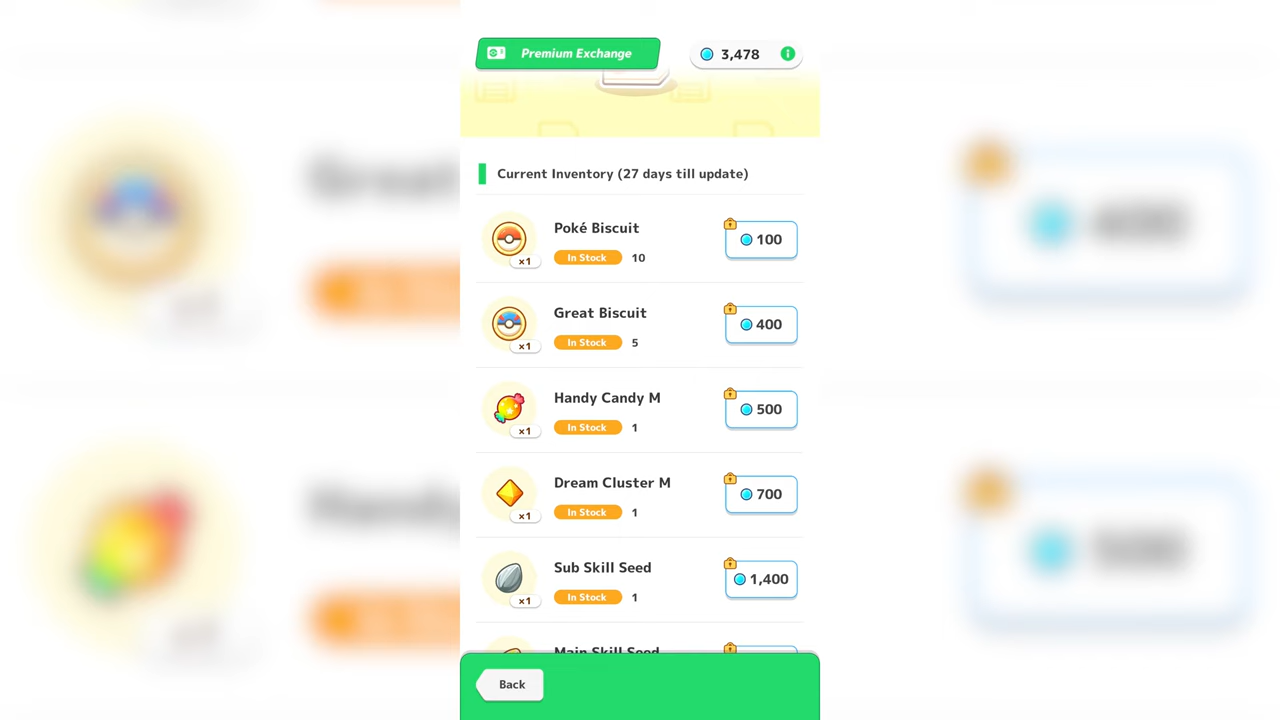 Premium Exchange
3,478
Current Inventory (27 days till update)
Poké Biscuit
100
×1
In Stock 10
Great Biscuit
400
×1
In Stock 5
Handy Candy M
500
×1
In Stock 1
Dream Cluster M
700
×1
In Stock 1
Sub Skill Seed
1,400
×1
In Stock 1
Main Skill Seed
Back